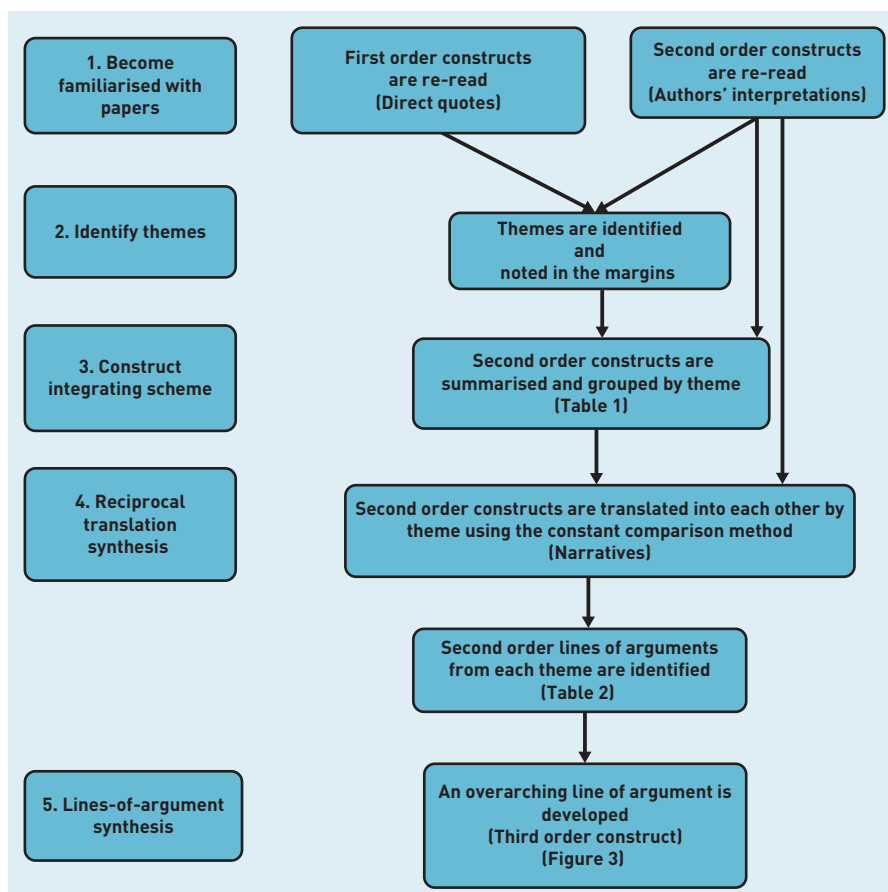 1. Become
familiarised with
papers
First order constructs
are re-read
(Direct quotes)
Second order constructs
are re-read
(Authors’ interpretations)
2. Identify themes
Themes are identified
and
noted in the margins
3. Construct
integrating scheme
Second order constructs are
summarised and grouped by theme
(Table 1)
4. Reciprocal
translation
synthesis
Second order constructs are translated into each other by
theme using the constant comparison method
(Narratives)
Second order lines of arguments
from each theme are identified
(Table 2)
5. Lines-of-argument
synthesis
An overarching line of argument is
developed
(Third order construct)
(Figure 3)